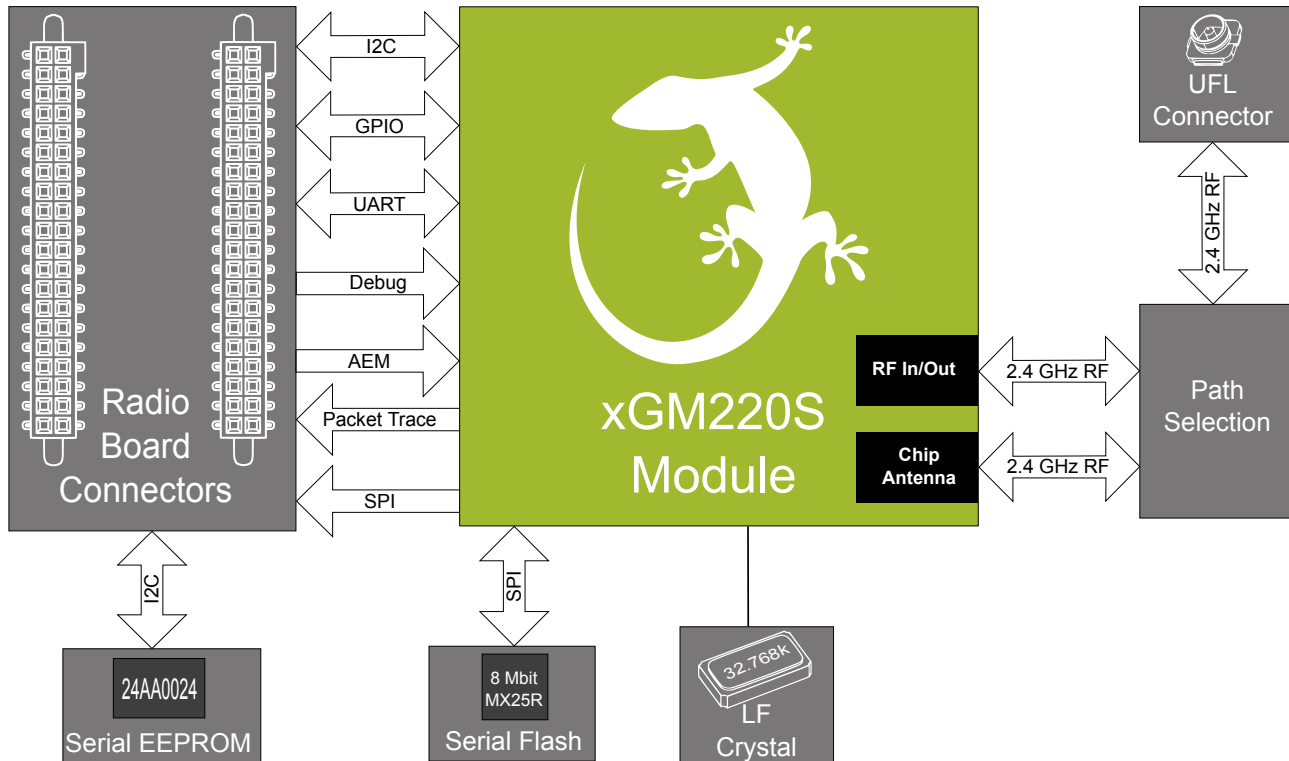 I2C
GPIO
UART
Debug
AEM
Packet Trace
SPI
Radio
Board
Connectors
xGM220S
Module
RF In/Out
Chip
Antenna
2.4 GHz RF
2.4 GHz RF
UFL
Connector
2.4 GHz RF
Path
Selection
I2C
24AA0024
Serial EEPROM
SPI
8 Mbit
MX25R
Serial Flash
32.768k
LF
Crystal